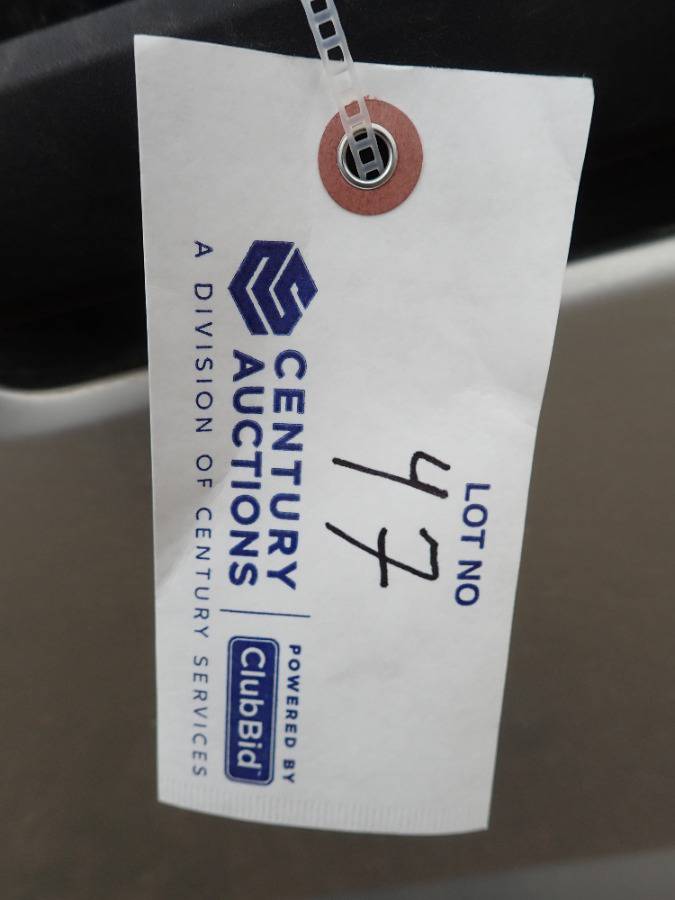 LOT NO
47
CENTURY
AUCTIONS
POWERED BY
ClubBid
A DIVISION OF CENTURY SERVICES